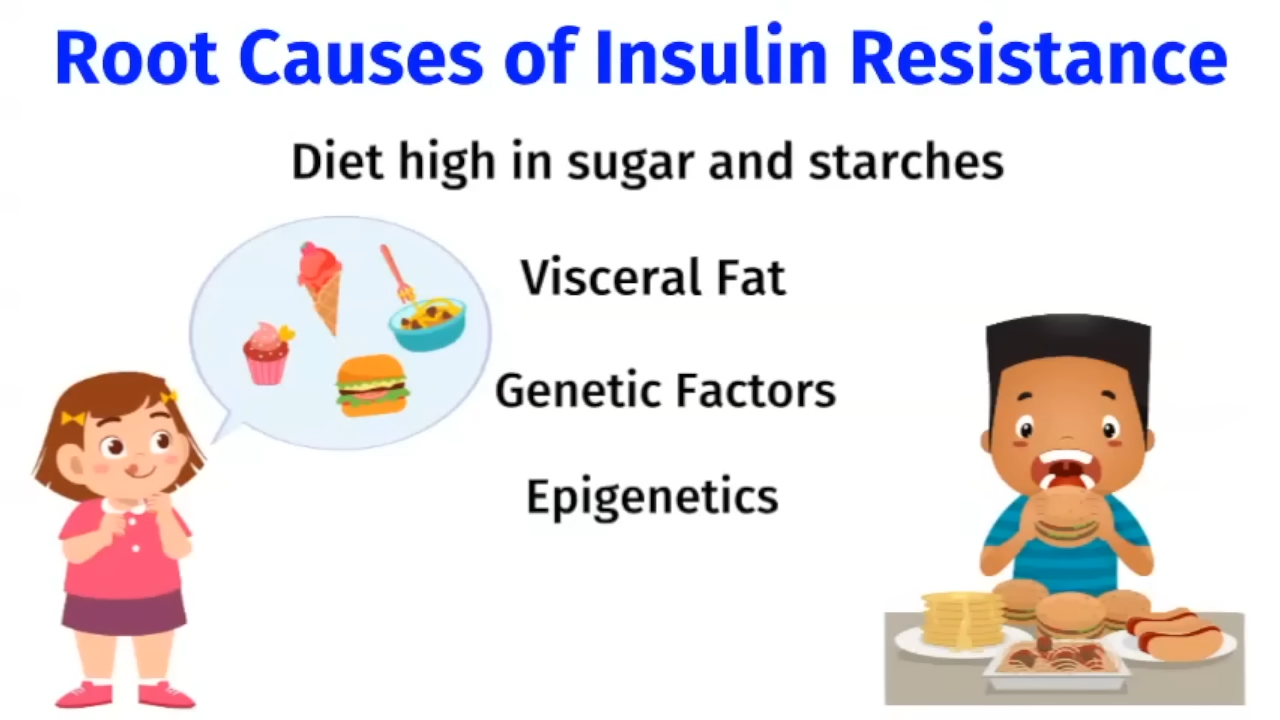 Root Causes of Insulin Resistance
Diet high in sugar and starches
Visceral Fat
Genetic Factors
Epigenetics